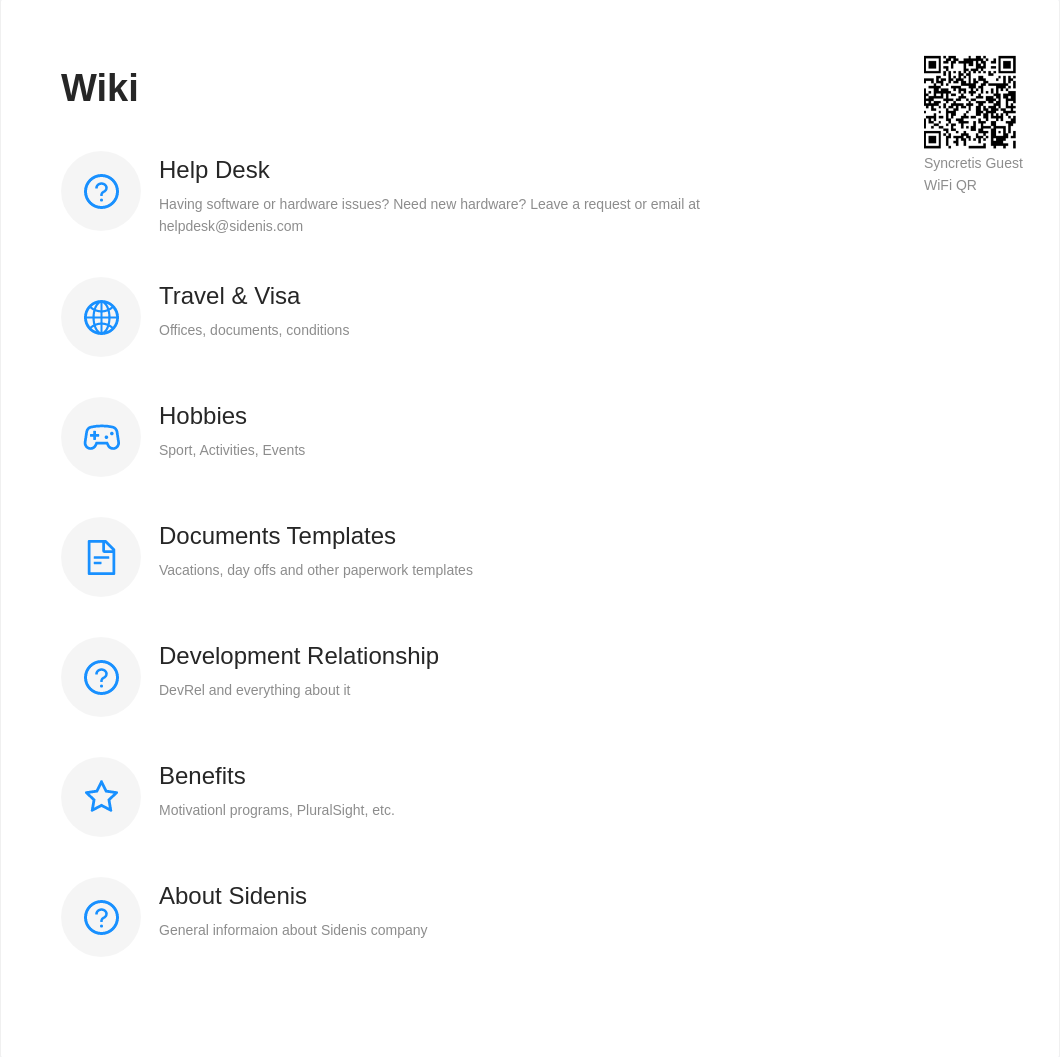 Wiki
Syncretis Guest
WiFi QR
Help Desk
Having software or hardware issues? Need new hardware? Leave a request or email at
helpdesk@sidenis.com
Travel & Visa
Offices, documents, conditions
Hobbies
Sport, Activities, Events
Documents Templates
Vacations, day offs and other paperwork templates
Development Relationship
DevRel and everything about it
Benefits
Motivationl programs, PluralSight, etc.
About Sidenis
General informaion about Sidenis company